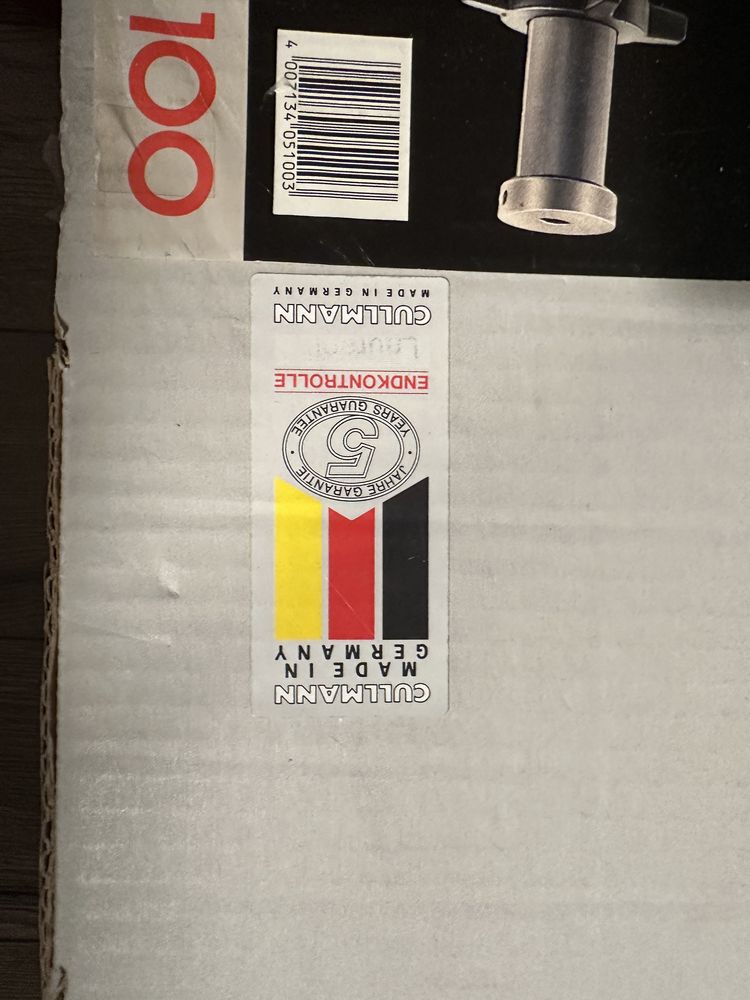 100
4 007134 051003
CULLMANN
MADE IN
GERMANY
JAHRE GARANTIE
5
YEARS GUARANTEE
ENDKONTROLLE
CULLMANN
MADE IN GERMANY